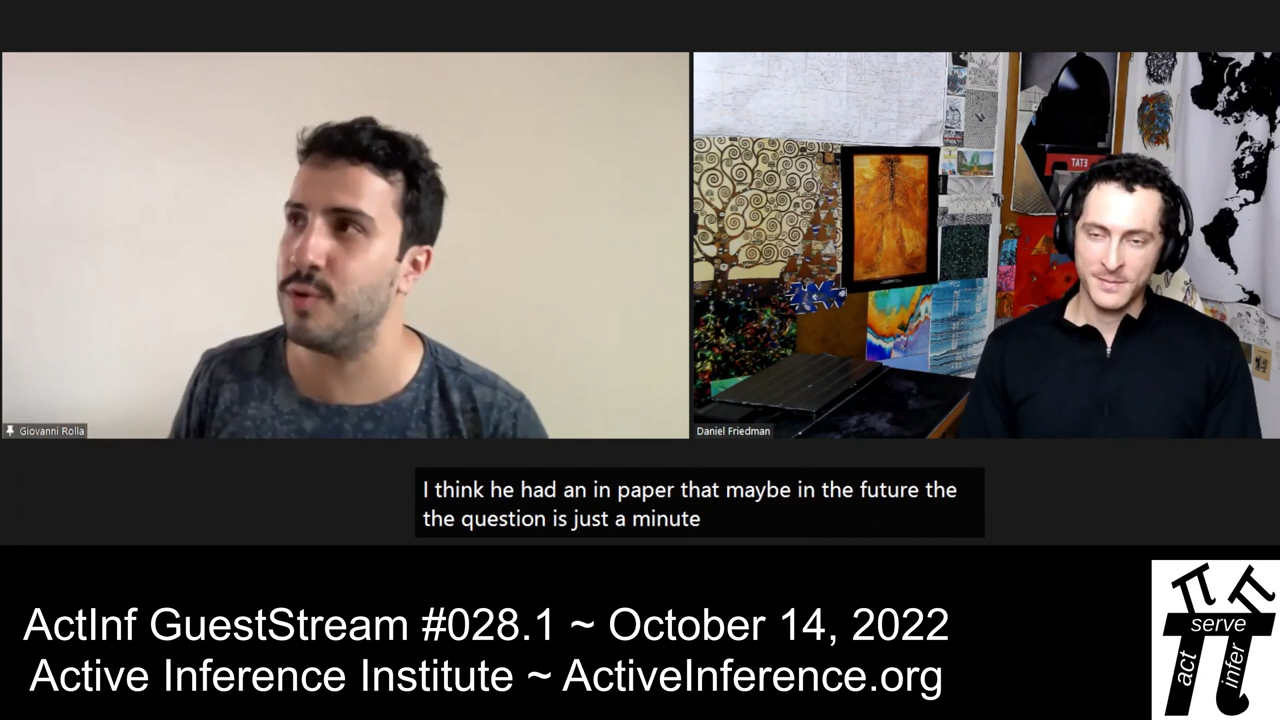 TAT3
Giovanni Rolla
Daniel Friedman
I think he had an in paper that maybe in the future the
the question is just a minute
ActInf GuestStream #028.1 ~ October 14, 2022
Active Inference Institute ~ ActiveInference.org
serve
act
infer